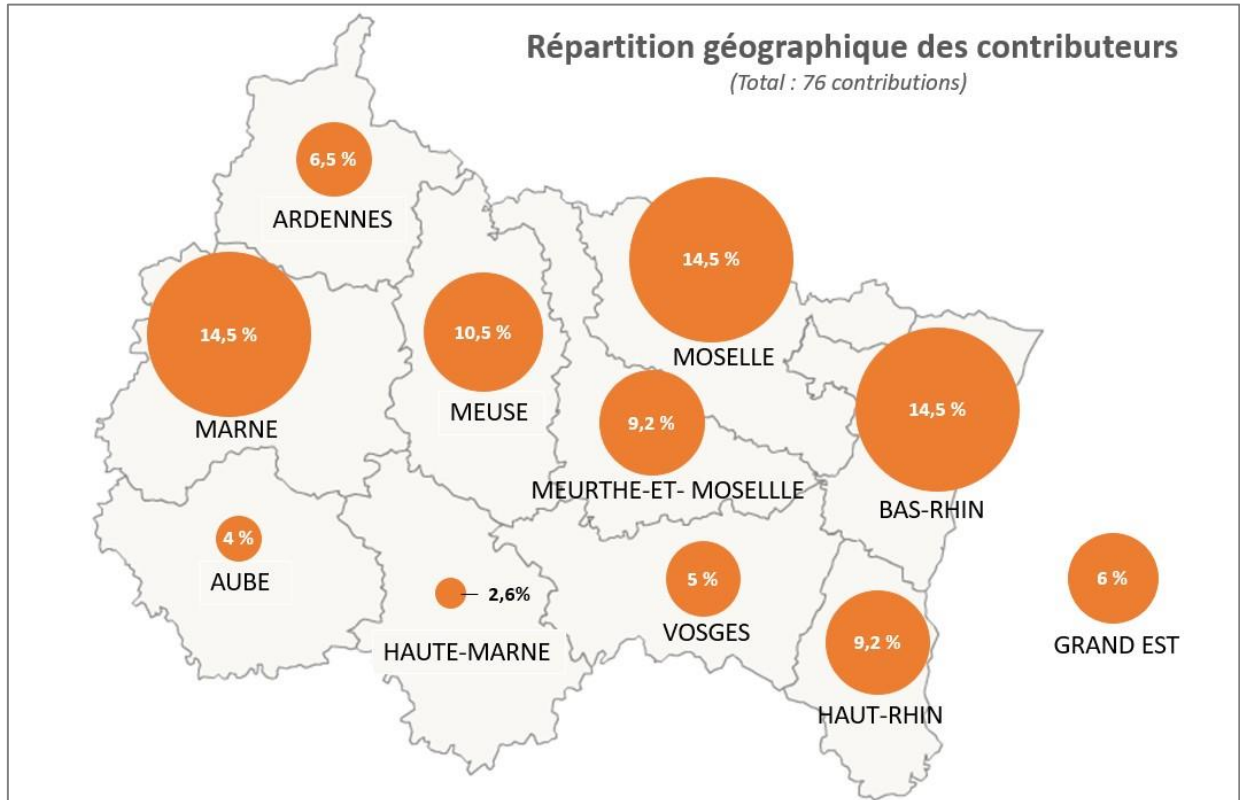 Répartition géographique des contributeurs
(Total : 76 contributions)
6,5 %
ARDENNES
14,5 %
MOSELLE
14,5 %
MARNE
10,5 %
MEUSE
9,2 %
MEURTHE-ET- MOSELLLE
14,5 %
BAS-RHIN
4 %
AUBE
2,6%
HAUTE-MARNE
5 %
VOSGES
9,2 %
HAUT-RHIN
6 %
GRAND EST